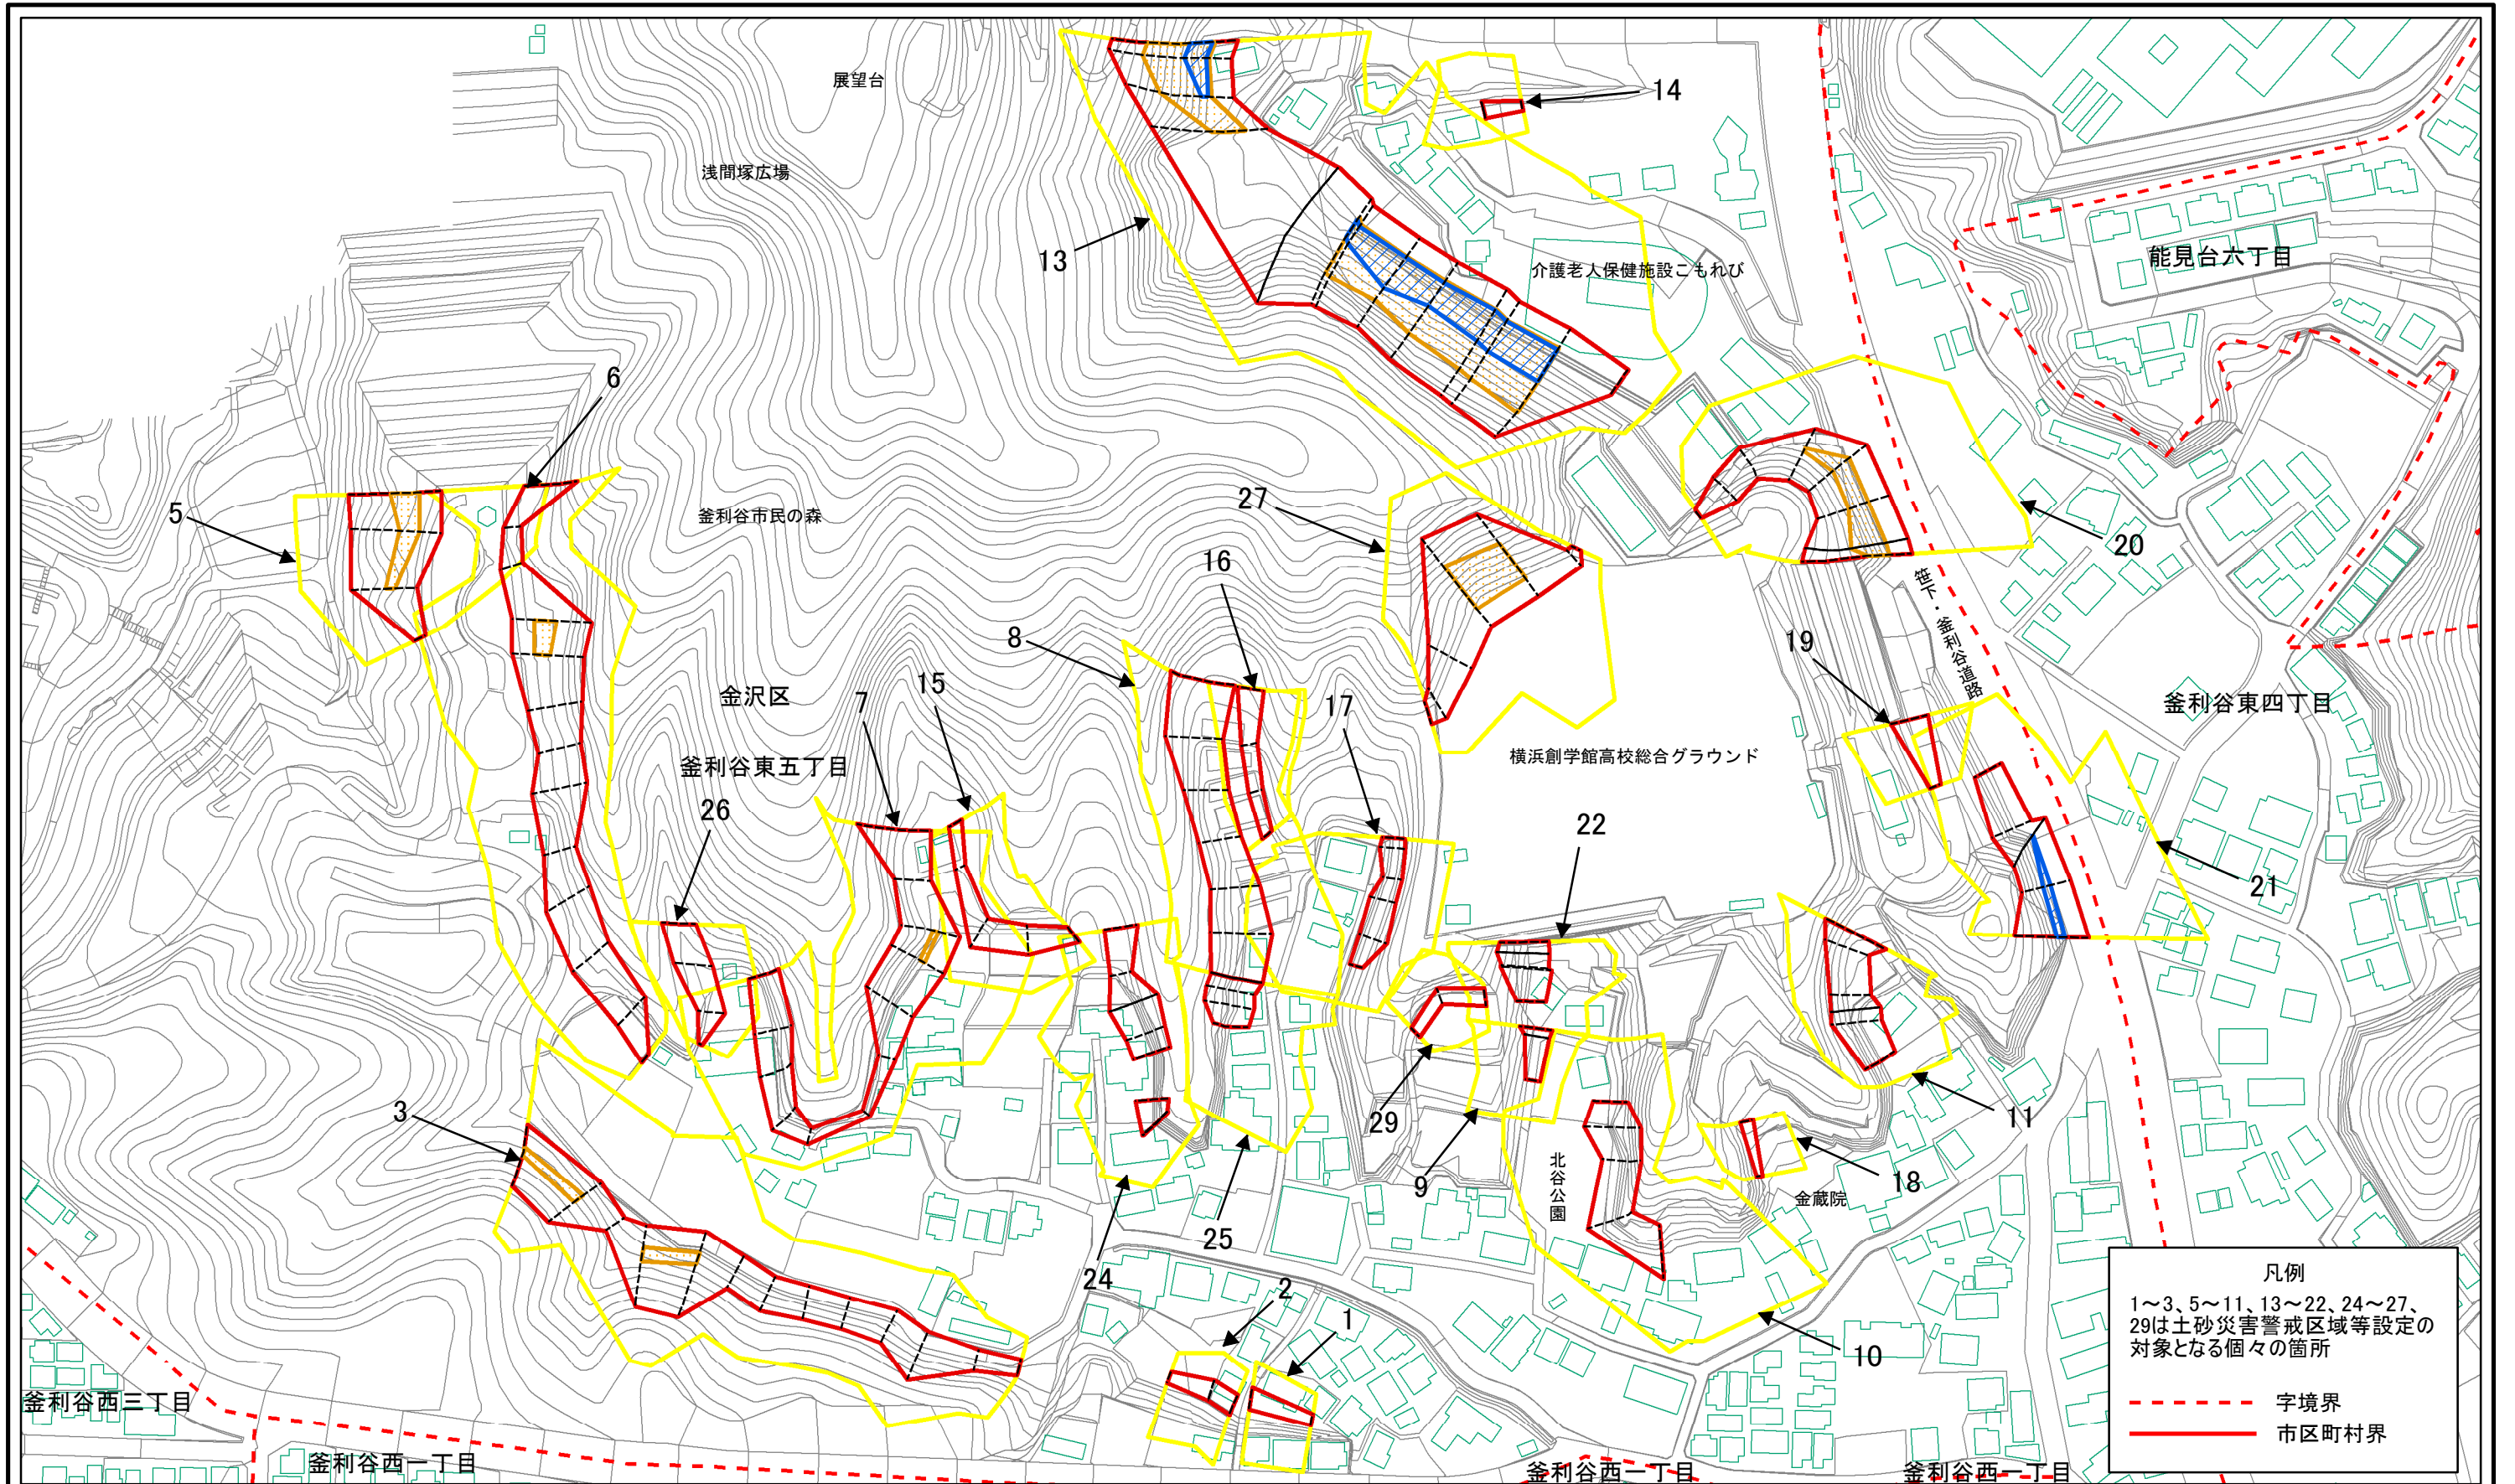 展望台
14
浅間塚広場
13
介護老人保健施設こもれび
能見台六丁目
6
5
釜利谷市民の森
27
16
20
笹下・釜利谷道路
8
19
15
7
金沢区
17
釜利谷東四丁目
釜利谷東五丁目
横浜創学館高校総合グラウンド
26
22
21
3
29
11
9
北谷公園
18
金蔵院
25
24
2
1
10
凡例
1～3、5～11、13～22、24～27、
29は土砂災害警戒区域等設定の
対象となる個々の箇所
字境界
市区町村界
釜利谷西三丁目
釜利谷西一丁目
釜利谷西一丁目
釜利谷西一丁目